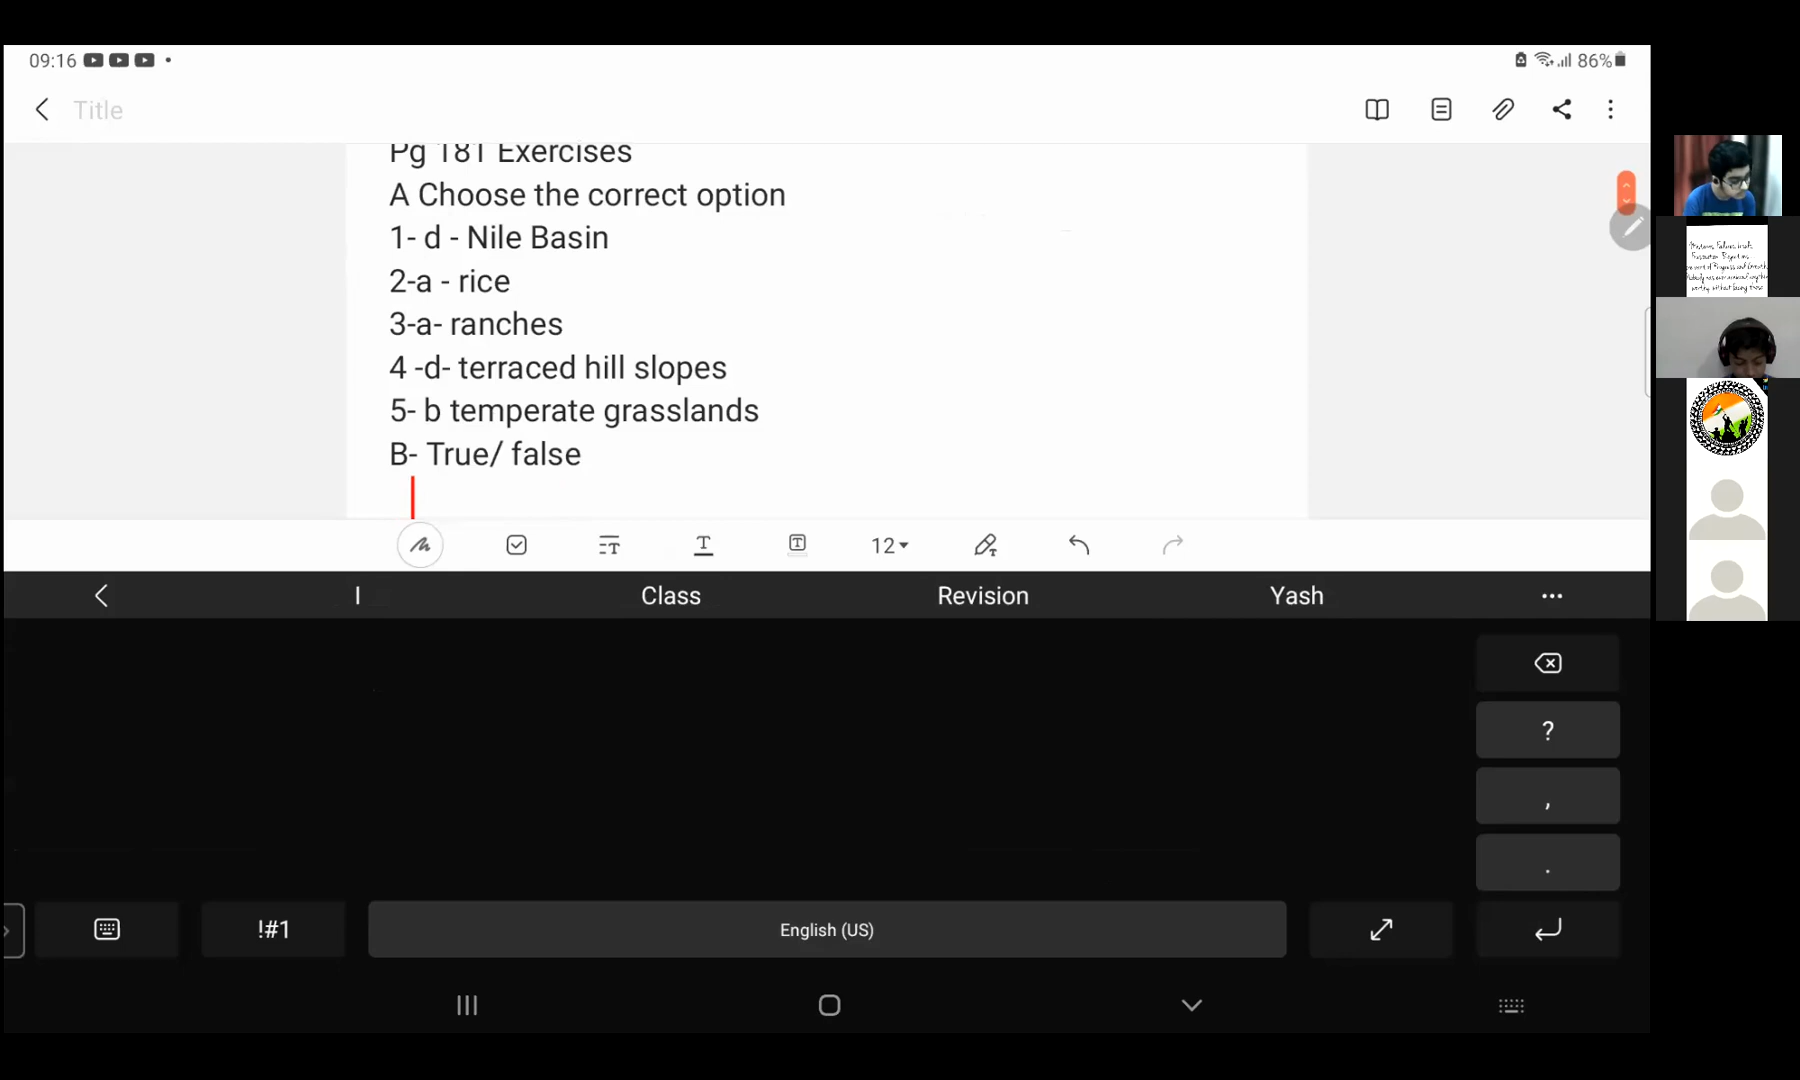 09:16
86%
Title
Pg 181 Exercises
A Choose the correct option
1- d - Nile Basin
2-a - rice
3-a- ranches
4 -d- terraced hill slopes
5- b temperate grasslands
B- True/ false
12
I Class Revision Yash
?
,
.
!#1
English (US)